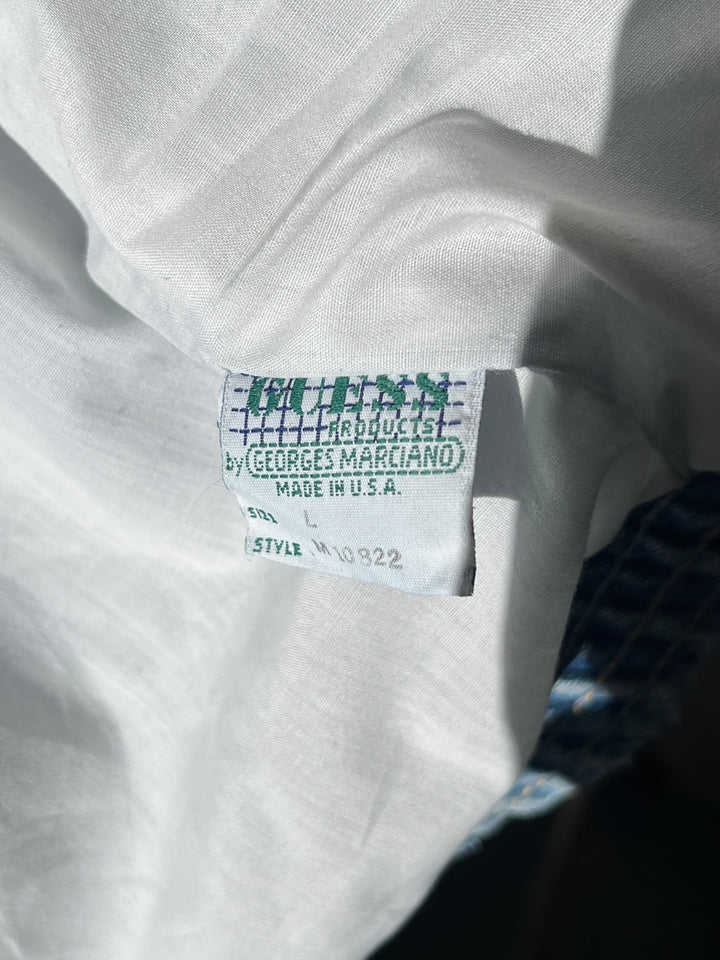 GUESS
PRODUCTS
by GEORGES MARCIANO
MADE IN U.S.A.
SIZE L
STYLE M10822